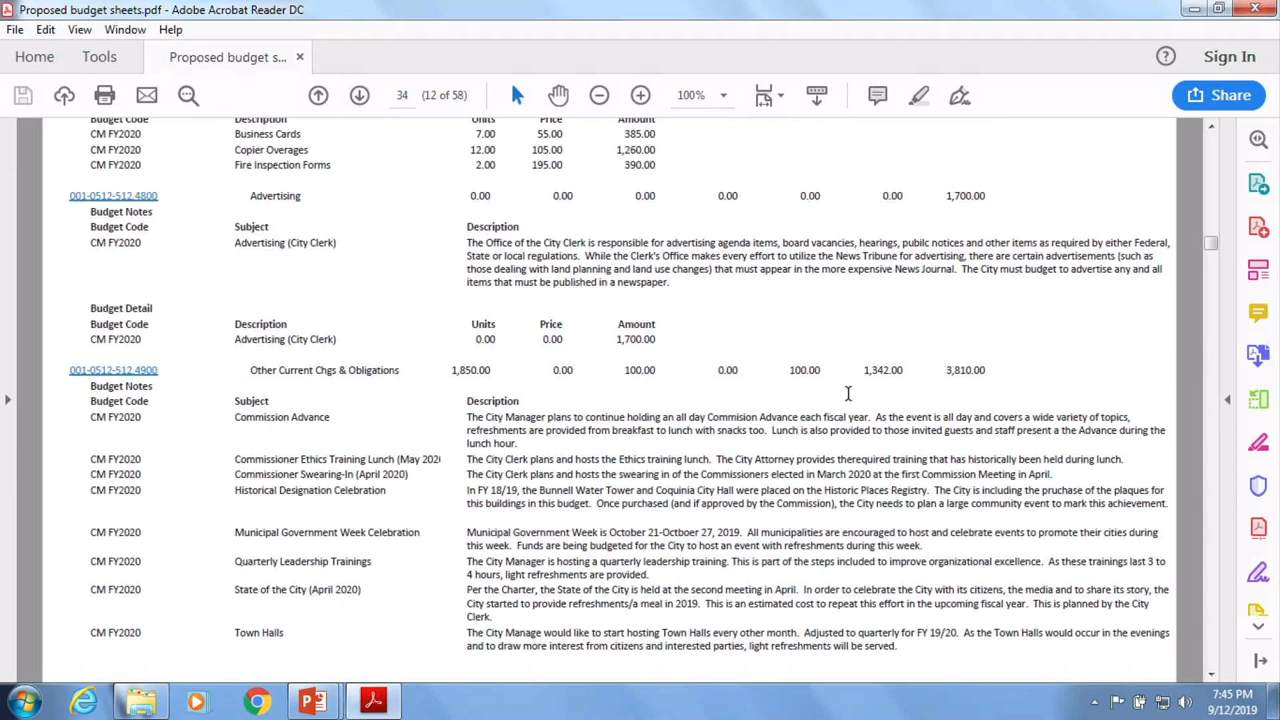 Proposed budget sheets.pdf - Adobe Acrobat Reader DC
File Edit View Window Help
Home Tools Proposed budget s... × Sign In
34 (12 of 58) 100% Share
Budget Code Description Units Price Amount
CM FY2020 Business Cards 7.00 55.00 385.00
CM FY2020 Copier Overages 12.00 105.00 1,260.00
CM FY2020 Fire Inspection Forms 2.00 195.00 390.00
001-0512-512.4800 Advertising 0.00 0.00 0.00 0.00 0.00 0.00 1,700.00
Budget Notes
Budget Code Subject Description
CM FY2020 Advertising (City Clerk) The Office of the City Clerk is responsible for advertising agenda items, board vacancies, hearings, pubilc notices and other items as required by either Federal,
State or local regulations. While the Clerk's Office makes every effort to utilize the News Tribune for advertising, there are certain advertisements (such as
those dealing with land planning and land use changes) that must appear in the more expensive News Journal. The City must budget to advertise any and all
items that must be published in a newspaper.
Budget Detail
Budget Code Description Units Price Amount
CM FY2020 Advertising (City Clerk) 0.00 0.00 1,700.00
001-0512-512.4900 Other Current Chgs & Obligations 1,850.00 0.00 100.00 0.00 100.00 1,342.00 3,810.00
Budget Notes
Budget Code Subject Description
CM FY2020 Commission Advance The City Manager plans to continue holding an all day Commision Advance each fiscal year. As the event is all day and covers a wide variety of topics,
refreshments are provided from breakfast to lunch with snacks too. Lunch is also provided to those invited guests and staff present a the Advance during the
lunch hour.
CM FY2020 Commissioner Ethics Training Lunch (May 202 The City Clerk plans and hosts the Ethics training lunch. The City Attorney provides therequired training that has historically been held during lunch.
CM FY2020 Commissioner Swearing-In (April 2020) The City Clerk plans and hosts the swearing in of the Commissioners elected in March 2020 at the first Commission Meeting in April.
CM FY2020 Historical Designation Celebration In FY 18/19, the Bunnell Water Tower and Coquinia City Hall were placed on the Historic Places Registry. The City is including the pruchase of the plaques for
this buildings in this budget. Once purchased (and if approved by the Commission), the City needs to plan a large community event to mark this achievement.
CM FY2020 Municipal Government Week Celebration Municipal Government Week is October 21-Octboer 27, 2019. All municipalities are encouraged to host and celebrate events to promote their cities during
this week. Funds are being budgeted for the City to host an event with refreshments during this week.
CM FY2020 Quarterly Leadership Trainings The City Manager is hosting a quarterly leadership training. This is part of the steps included to improve organizational excellence. As these trainings last 3 to
4 hours, light refreshments are provided.
CM FY2020 State of the City (April 2020) Per the Charter, the State of the City is held at the second meeting in April. In order to celebrate the City with its citizens, the media and to share its story, the
City started to provide refreshments/a meal in 2019. This is an estimated cost to repeat this effort in the upcoming fiscal year. This is planned by the City
Clerk.
CM FY2020 Town Halls The City Manage would like to start hosting Town Halls every other month. Adjusted to quarterly for FY 19/20. As the Town Halls would occur in the evenings
and to draw more interest from citizens and interested parties, light refreshments will be served.
7:45 PM
9/12/2019